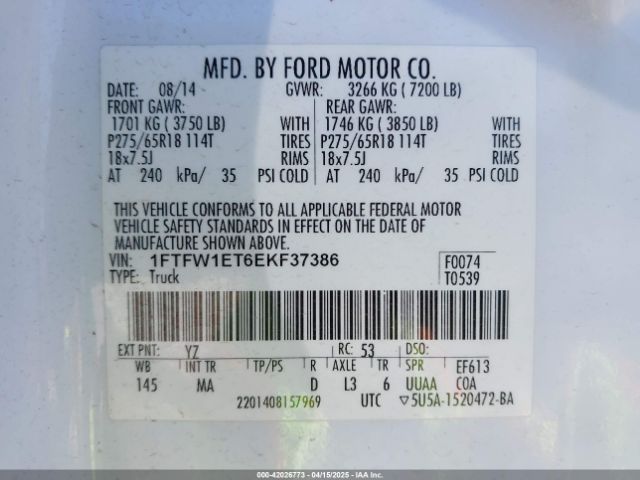 MFD. BY FORD MOTOR CO.
DATE: 08/14 GVWR: 3266 KG ( 7200 LB)
FRONT GAWR: REAR GAWR:
1701 KG ( 3750 LB) WITH 1746 KG ( 3850 LB) WITH
P275/65R18 114T TIRES P275/65R18 114T TIRES
18x7.5J RIMS 18x7.5J RIMS
AT 240 kPa/ 35 PSI COLD AT 240 kPa/ 35 PSI COLD
THIS VEHICLE CONFORMS TO ALL APPLICABLE FEDERAL MOTOR
VEHICLE SAFETY STANDARDS IN EFFECT ON THE DATE OF
MANUFACTURE SHOWN ABOVE.
VIN: 1FTFW1ET6EKF37386 F0074
TYPE: Truck T0539
EXT PNT: YZ RC: 53 DSO:
WB INT TR TP/PS R AXLE TR SPR EF613
145 MA D L3 6 UUAA COA
2201408157969 UTC ▽5U5A-1520472-BA
000-42026773 - 04/15/2025 - IAA, Inc.